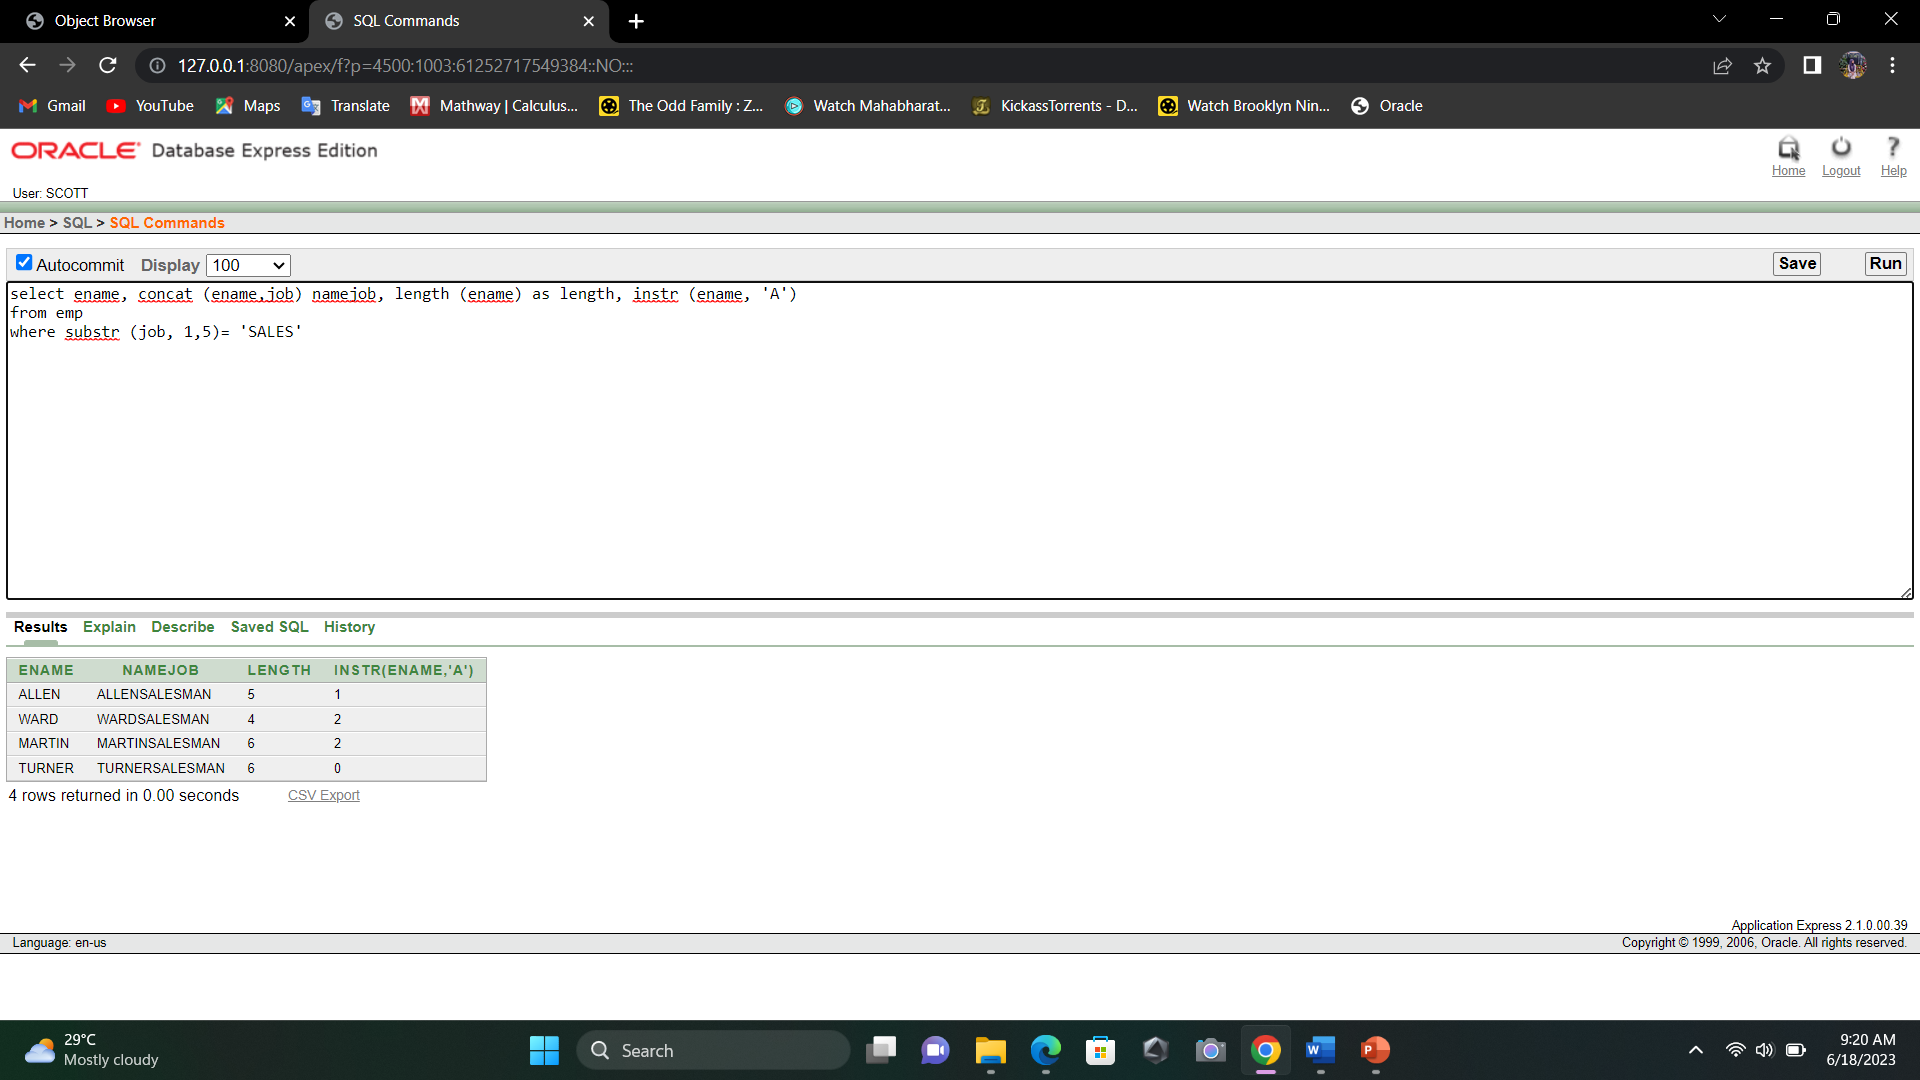 Object Browser
SQL Commands
127.0.0.1:8080/apex/f?p=4500:1003:61252717549384::NO:::
Gmail YouTube Maps Translate Mathway | Calculus... The Odd Family : Z... Watch Mahabharat... KickassTorrents - D... Watch Brooklyn Nin... Oracle
ORACLE Database Express Edition
Home Logout Help
User: SCOTT
Home > SQL > SQL Commands
Autocommit Display 100 Save Run
select ename, concat (ename,job) namejob, length (ename) as length, instr (ename, 'A')
from emp
where substr (job, 1,5)= 'SALES'
Results Explain Describe Saved SQL History
ENAME NAMEJOB LENGTH INSTR(ENAME,'A')
ALLEN ALLENSALESMAN 5 1
WARD WARDSALESMAN 4 2
MARTIN MARTINSALESMAN 6 2
TURNER TURNERSALESMAN 6 0
4 rows returned in 0.00 seconds CSV Export
Application Express 2.1.0.00.39
Language: en-us Copyright © 1999, 2006, Oracle. All rights reserved.
29°C
Mostly cloudy
Search
9:20 AM
6/18/2023